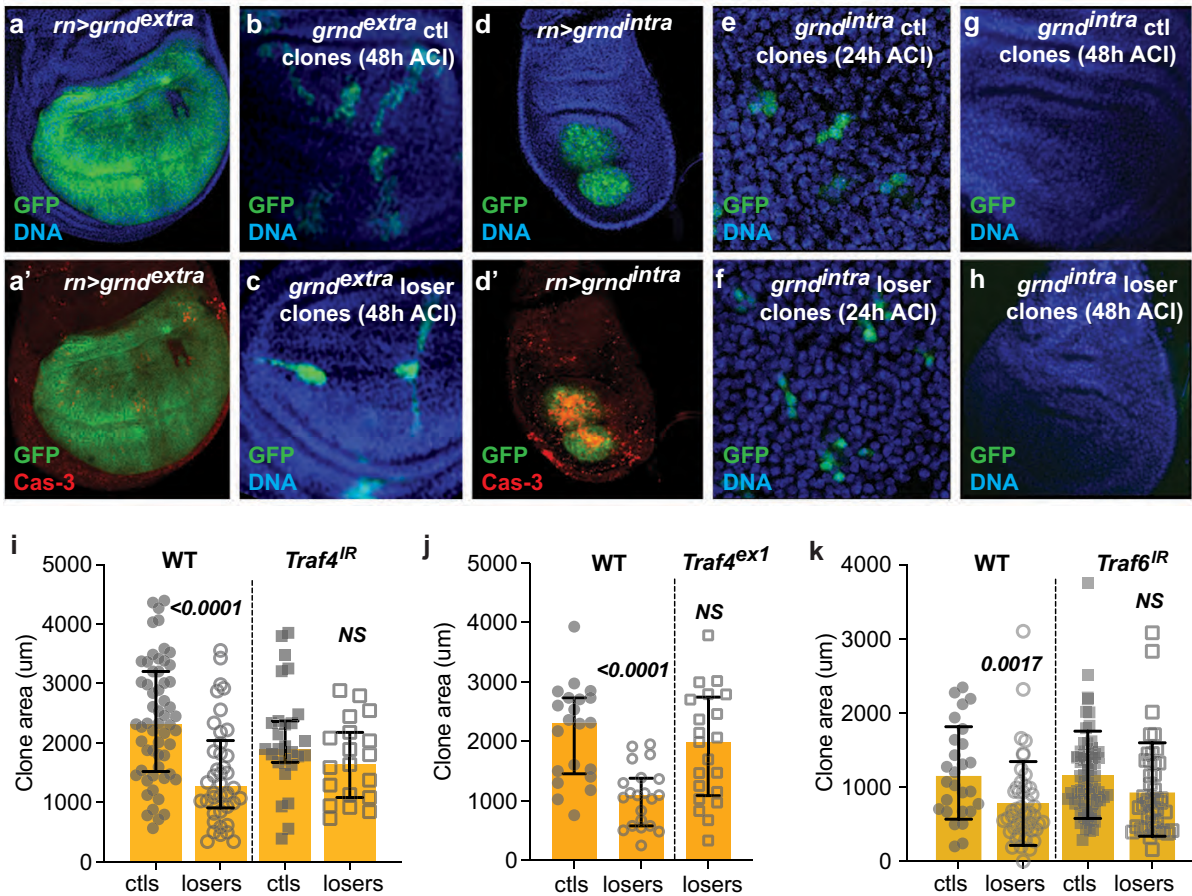 a rn>grnd^extra
GFP
DNA
b grnd^extra ctl
clones (48h ACI)
GFP
DNA
d rn>grnd^intra
GFP
DNA
e grnd^intra ctl
clones (24h ACI)
GFP
DNA
g grnd^intra ctl
clones (48h ACI)
GFP
DNA
a' rn>grnd^extra
GFP
Cas-3
c grnd^extra loser
clones (48h ACI)
GFP
DNA
d' rn>grnd^intra
GFP
Cas-3
f grnd^intra loser
clones (24h ACI)
GFP
DNA
h grnd^intra loser
clones (48h ACI)
GFP
DNA
i
WT Traf4^IR
Clone area (um)
5000
4000
3000
2000
1000
0
<0.0001
NS
ctls losers ctls losers
j
WT Traf4^ex1
Clone area (um)
5000
4000
3000
2000
1000
0
<0.0001
NS
ctls losers losers
k
WT Traf6^IR
Clone area (um)
4000
3000
2000
1000
0
0.0017
NS
ctls losers ctls losers